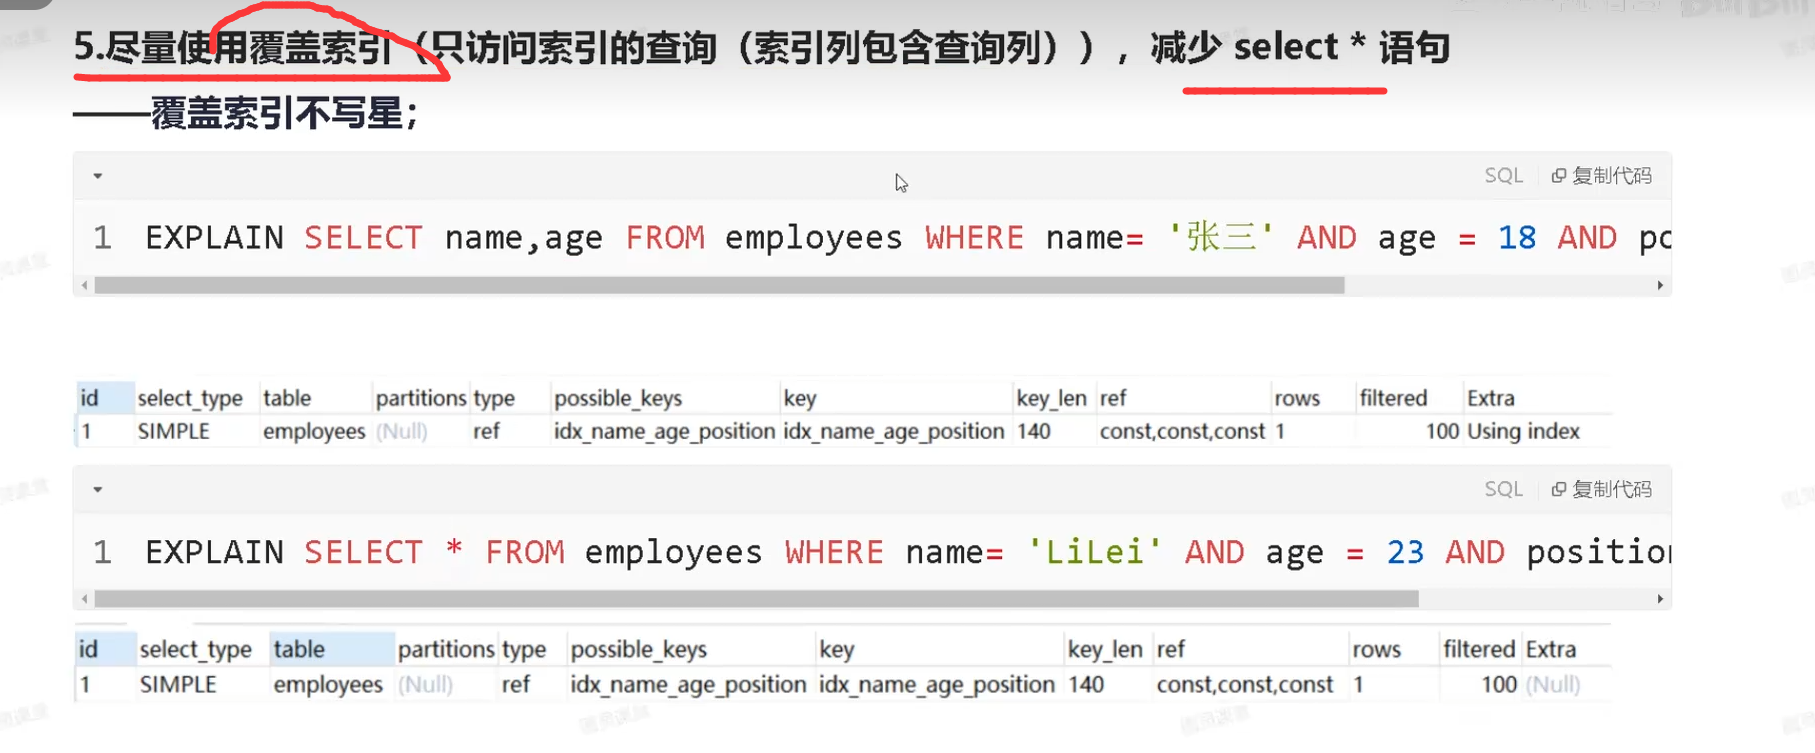 5.尽量使用覆盖索引（只访问索引的查询（索引列包含查询列）），减少 select * 语句
——覆盖索引不写星；
SQL 复制代码
1 EXPLAIN SELECT name,age FROM employees WHERE name= '张三' AND age = 18 AND po
id select_type table partitions type possible_keys key key_len ref rows filtered Extra
1 SIMPLE employees (Null) ref idx_name_age_position idx_name_age_position 140 const,const,const 1 100 Using index
SQL 复制代码
1 EXPLAIN SELECT * FROM employees WHERE name= 'LiLei' AND age = 23 AND position
id select_type table partitions type possible_keys key key_len ref rows filtered Extra
1 SIMPLE employees (Null) ref idx_name_age_position idx_name_age_position 140 const,const,const 1 100 (Null)